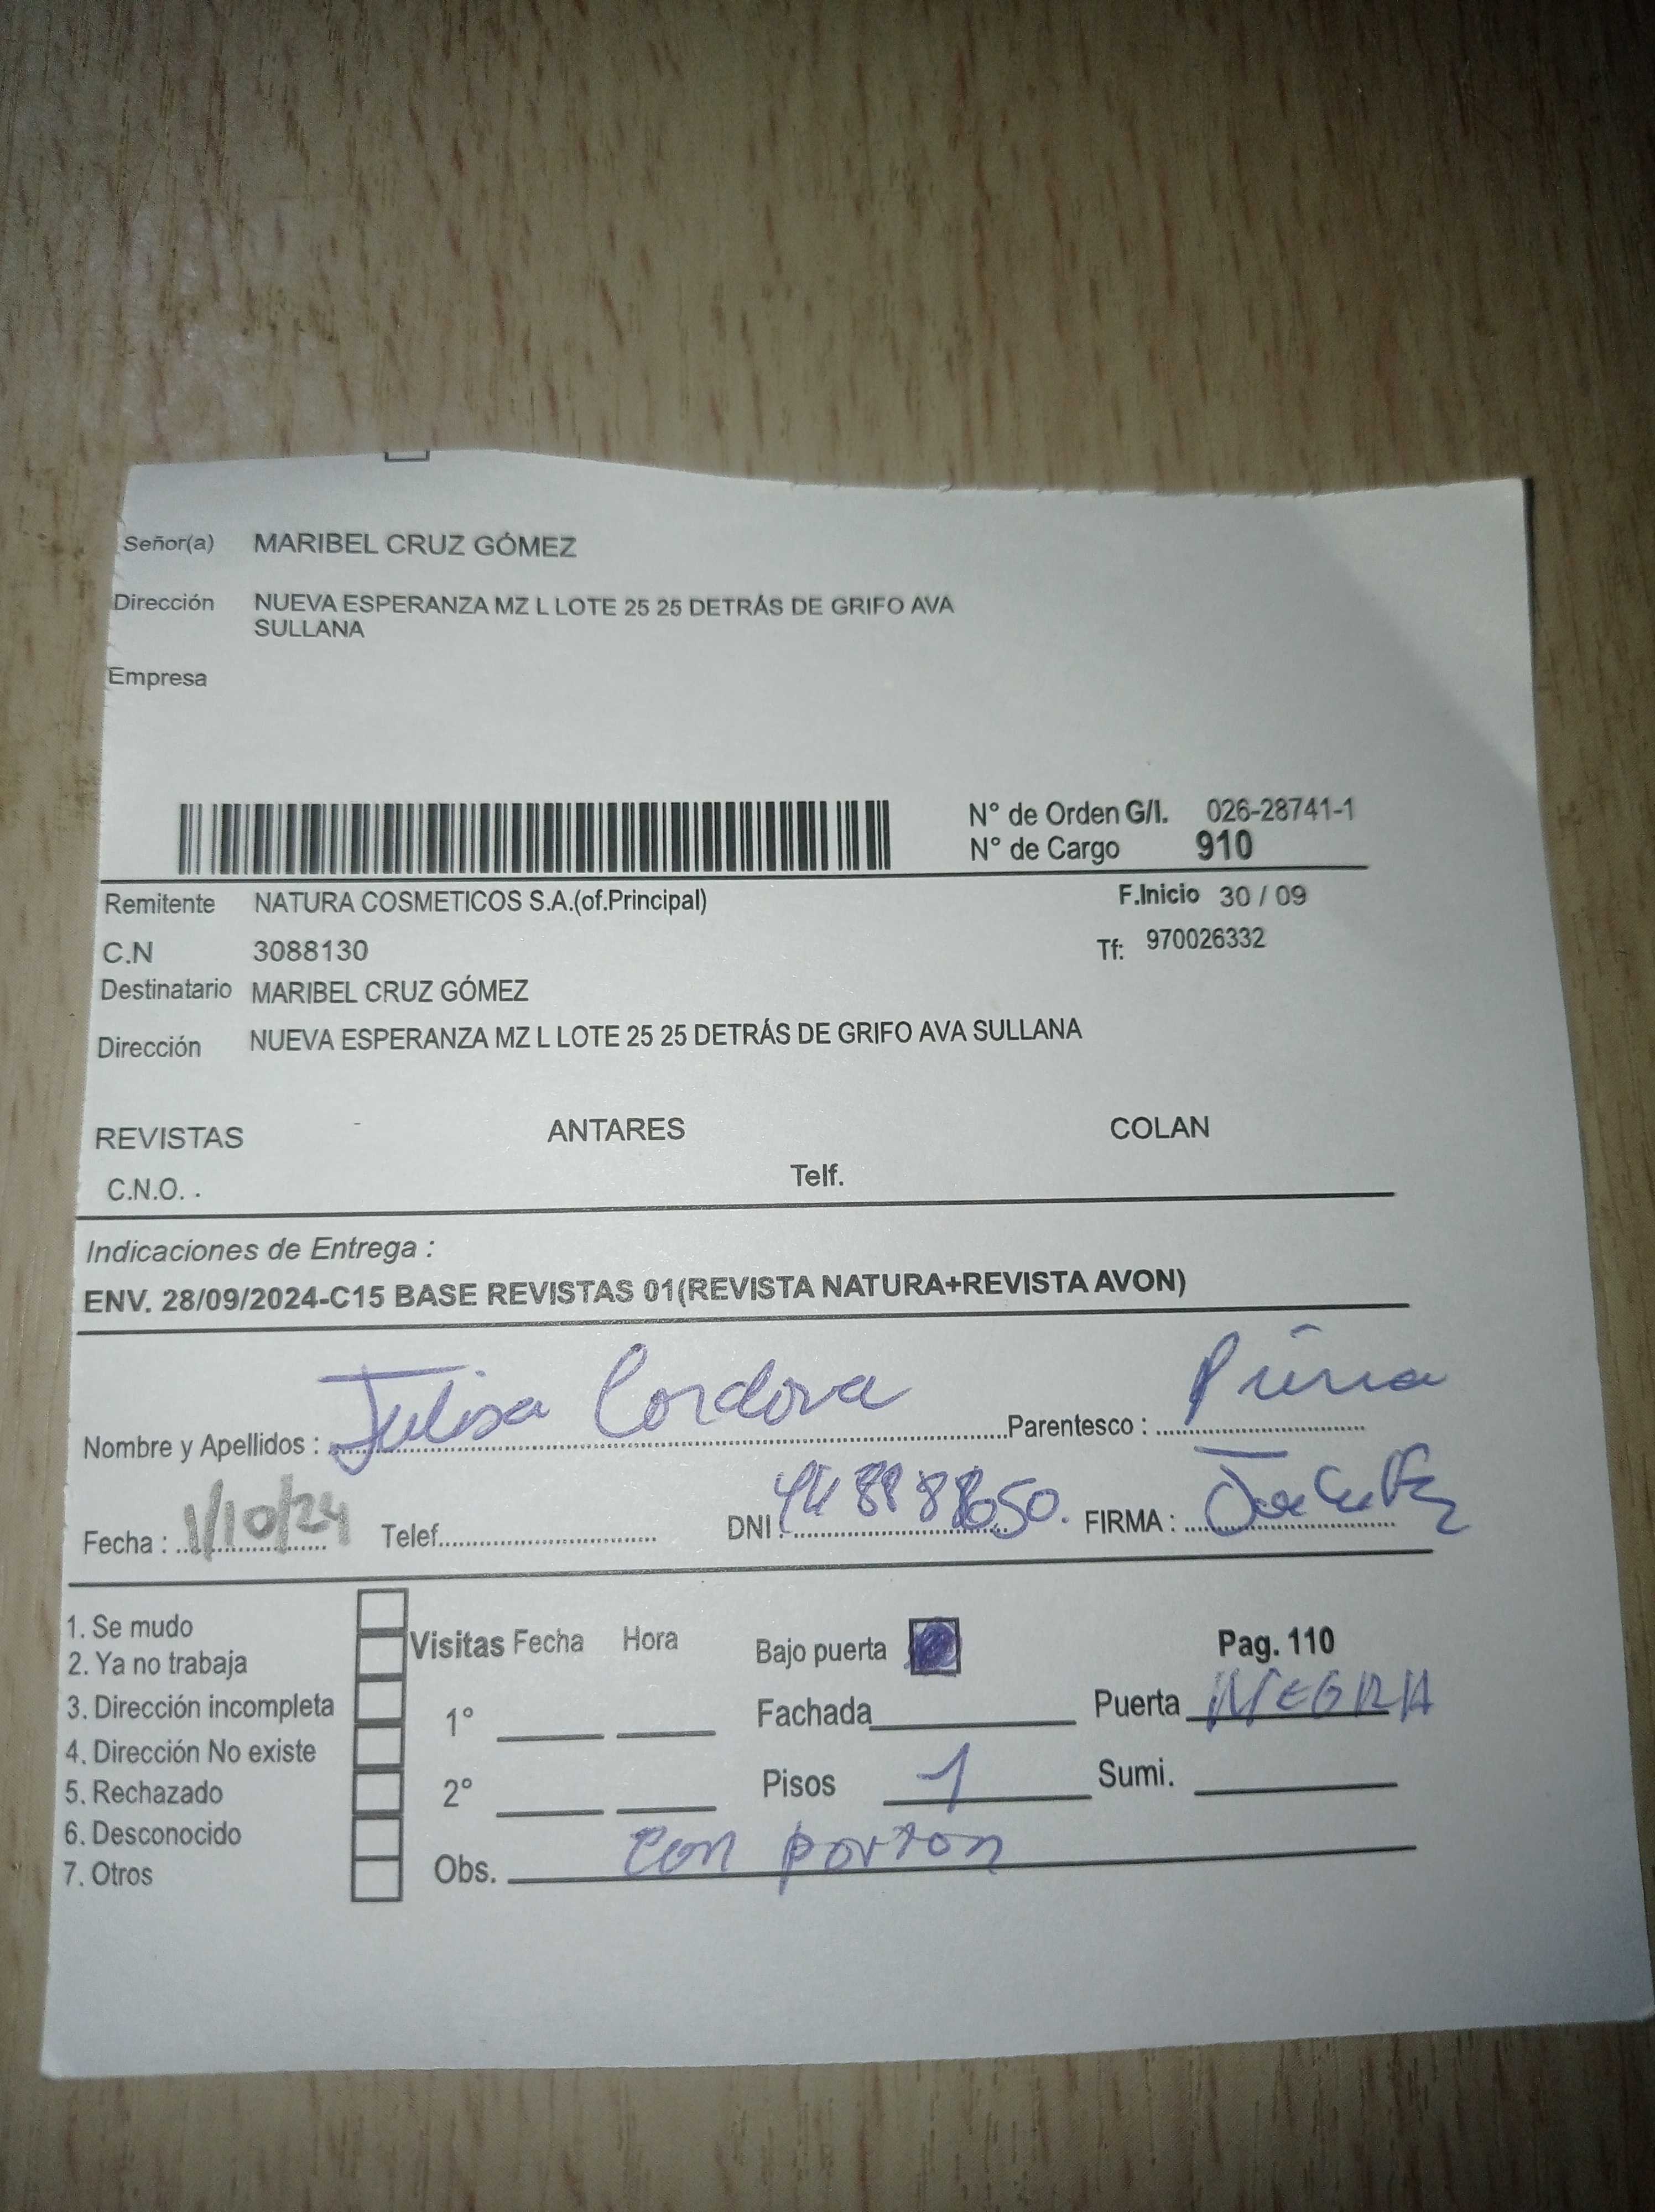 Señor(a) MARIBEL CRUZ GÓMEZ
Dirección NUEVA ESPERANZA MZ L LOTE 25 25 DETRÁS DE GRIFO AVA
SULLANA
Empresa
N° de Orden G/I. 026-28741-1
N° de Cargo 910
Remitente NATURA COSMETICOS S.A.(of.Principal) F.Inicio 30 / 09
C.N 3088130 Tf: 970026332
Destinatario MARIBEL CRUZ GÓMEZ
Dirección NUEVA ESPERANZA MZ L LOTE 25 25 DETRÁS DE GRIFO AVA SULLANA
REVISTAS - ANTARES COLAN
C.N.O. . Telf.
Indicaciones de Entrega :
ENV. 28/09/2024-C15 BASE REVISTAS 01(REVISTA NATURA+REVISTA AVON)
Nombre y Apellidos : Julisa Cordova Parentesco :
Fecha : 1/10/24 Telef. DNI : FIRMA :
1. Se mudo
2. Ya no trabaja
3. Dirección incompleta
4. Dirección No existe
5. Rechazado
6. Desconocido
7. Otros
Visitas Fecha Hora Bajo puerta Pag. 110
1° Fachada Puerta NEGRA
2° Pisos 1 Sumi.
Obs. con porton